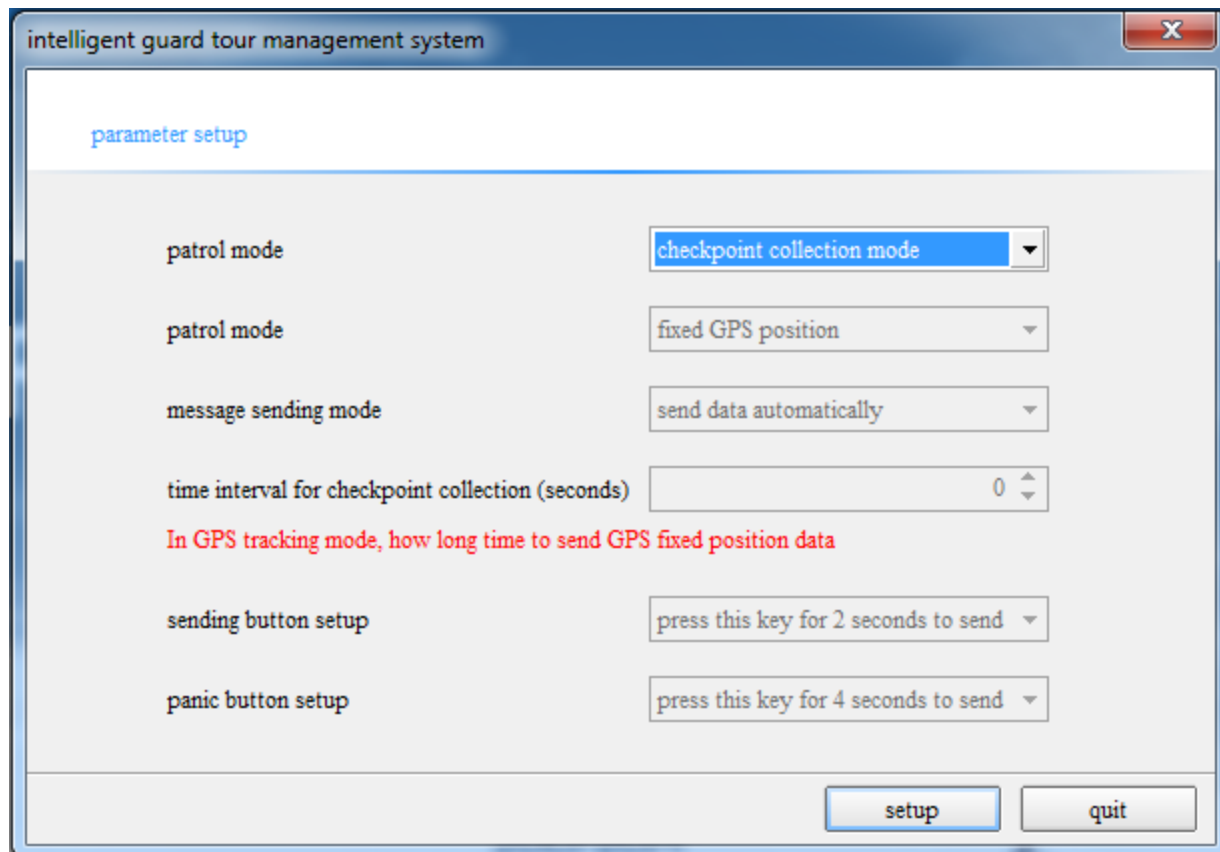 intelligent guard tour management system
parameter setup
patrol mode checkpoint collection mode
patrol mode fixed GPS position
message sending mode send data automatically
time interval for checkpoint collection (seconds) 0
In GPS tracking mode, how long time to send GPS fixed position data
sending button setup press this key for 2 seconds to send
panic button setup press this key for 4 seconds to send
setup quit